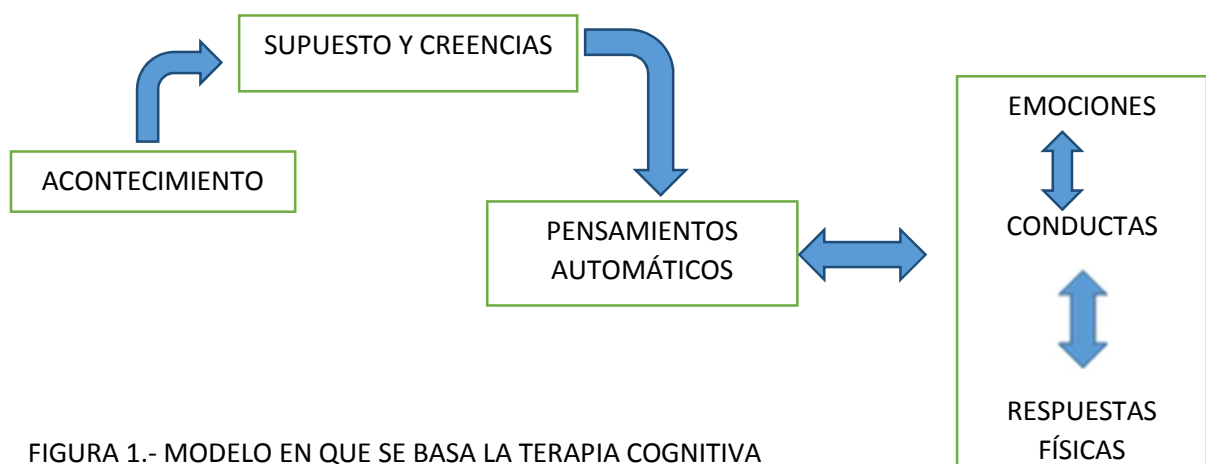 SUPUESTO Y CREENCIAS
ACONTECIMIENTO
PENSAMIENTOS
AUTOMÁTICOS
EMOCIONES
CONDUCTAS
RESPUESTAS
FÍSICAS
FIGURA 1.- MODELO EN QUE SE BASA LA TERAPIA COGNITIVA